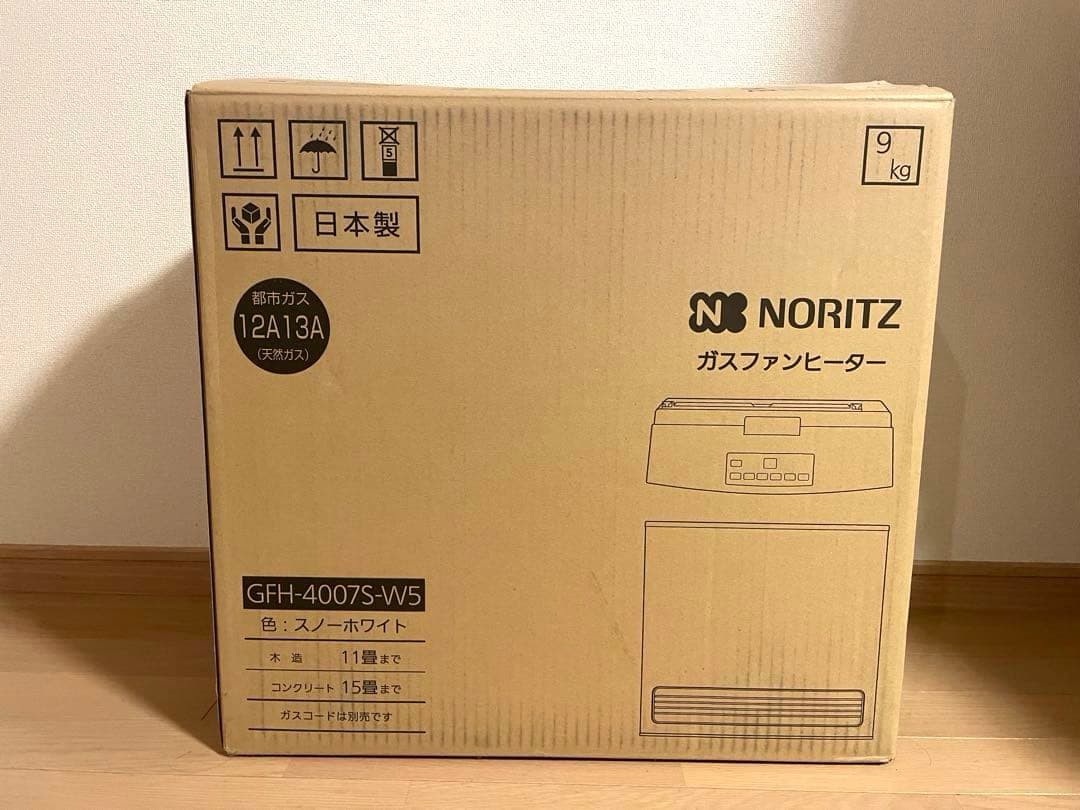 5
9
kg
日本製
都市ガス
12A13A
(天然ガス)
NORITZ
ガスファンヒーター
GFH-4007S-W5
色：スノーホワイト
木 造 11畳まで
コンクリート 15畳まで
ガスコードは別売です